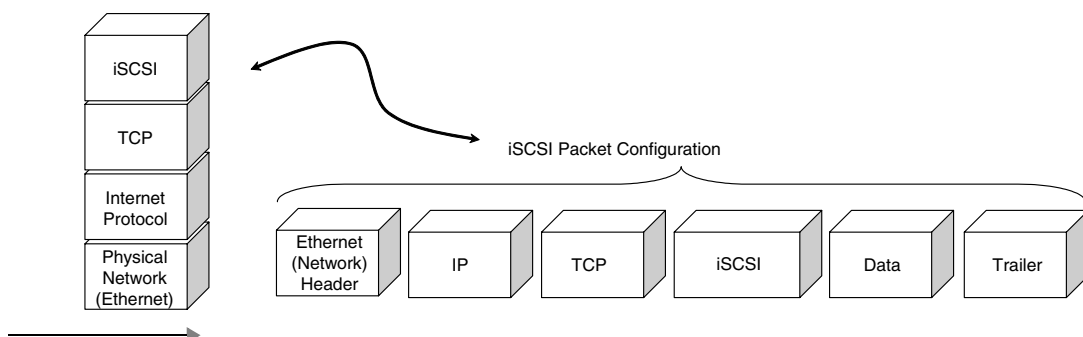 iSCSI
TCP
Internet
Protocol
Physical
Network
(Ethernet)
iSCSI Packet Configuration
Ethernet
(Network)
Header
IP
TCP
iSCSI
Data
Trailer